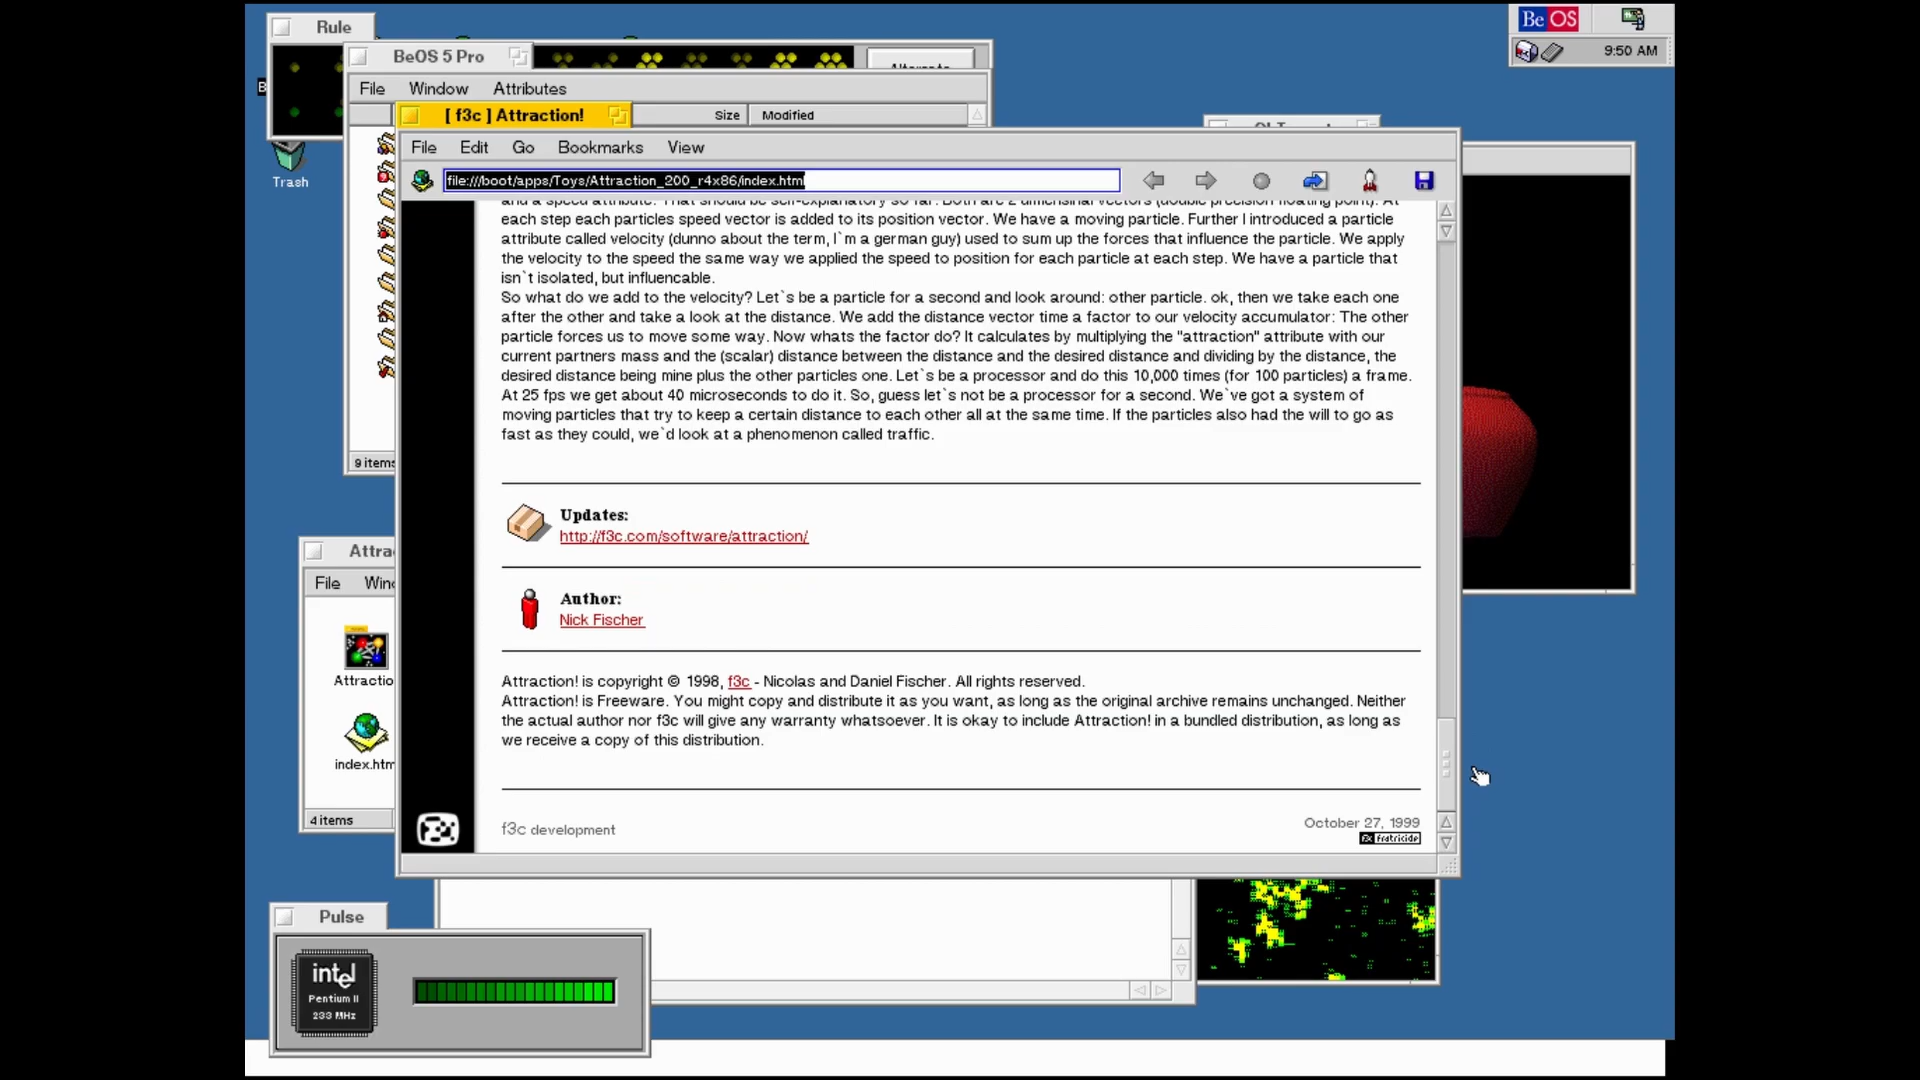 Rule
BeOS 5 Pro
File Window Attributes
Size Modified
9 items
Trash
Be OS
9:50 AM
[ f3c ] Attraction!
File Edit Go Bookmarks View
file:///boot/apps/Toys/Attraction_200_r4x86/index.html
each step each particles speed vector is added to its position vector. We have a moving particle. Further I introduced a particle
attribute called velocity (dunno about the term, I`m a german guy) used to sum up the forces that influence the particle. We apply
the velocity to the speed the same way we applied the speed to position for each particle at each step. We have a particle that
isn`t isolated, but influencable.
So what do we add to the velocity? Let`s be a particle for a second and look around: other particle. ok, then we take each one
after the other and take a look at the distance. We add the distance vector time a factor to our velocity accumulator: The other
particle forces us to move some way. Now whats the factor do? It calculates by multiplying the "attraction" attribute with our
current partners mass and the (scalar) distance between the distance and the desired distance and dividing by the distance, the
desired distance being mine plus the other particles one. Let`s be a processor and do this 10,000 times (for 100 particles) a frame.
At 25 fps we get about 40 microseconds to do it. So, guess let`s not be a processor for a second. We`ve got a system of
moving particles that try to keep a certain distance to each other all at the same time. If the particles also had the will to go as
fast as they could, we`d look at a phenomenon called traffic.
Updates:
http://f3c.com/software/attraction/
Author:
Nick Fischer
Attraction! is copyright © 1998, f3c - Nicolas and Daniel Fischer. All rights reserved.
Attraction! is Freeware. You might copy and distribute it as you want, as long as the original archive remains unchanged. Neither
the actual author nor f3c will give any warranty whatsoever. It is okay to include Attraction! in a bundled distribution, as long as
we receive a copy of this distribution.
f3c development
October 27, 1999
f3c fratricide
Attrac
File Win
Attractio
index.htm
4 items
Pulse
intel
Pentium II
233 MHz